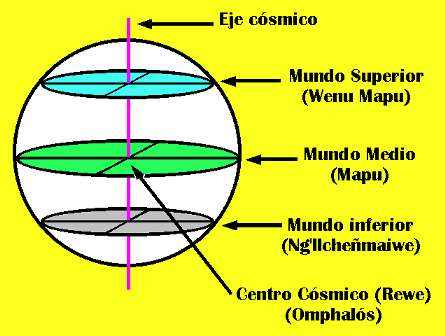 Eje cósmico
Mundo Superior
(Wenu Mapu)
Mundo Medio
(Mapu)
Mundo inferior
(Ng'llcheñmaiwe)
Centro Cósmico (Rewe)
(Omphalós)